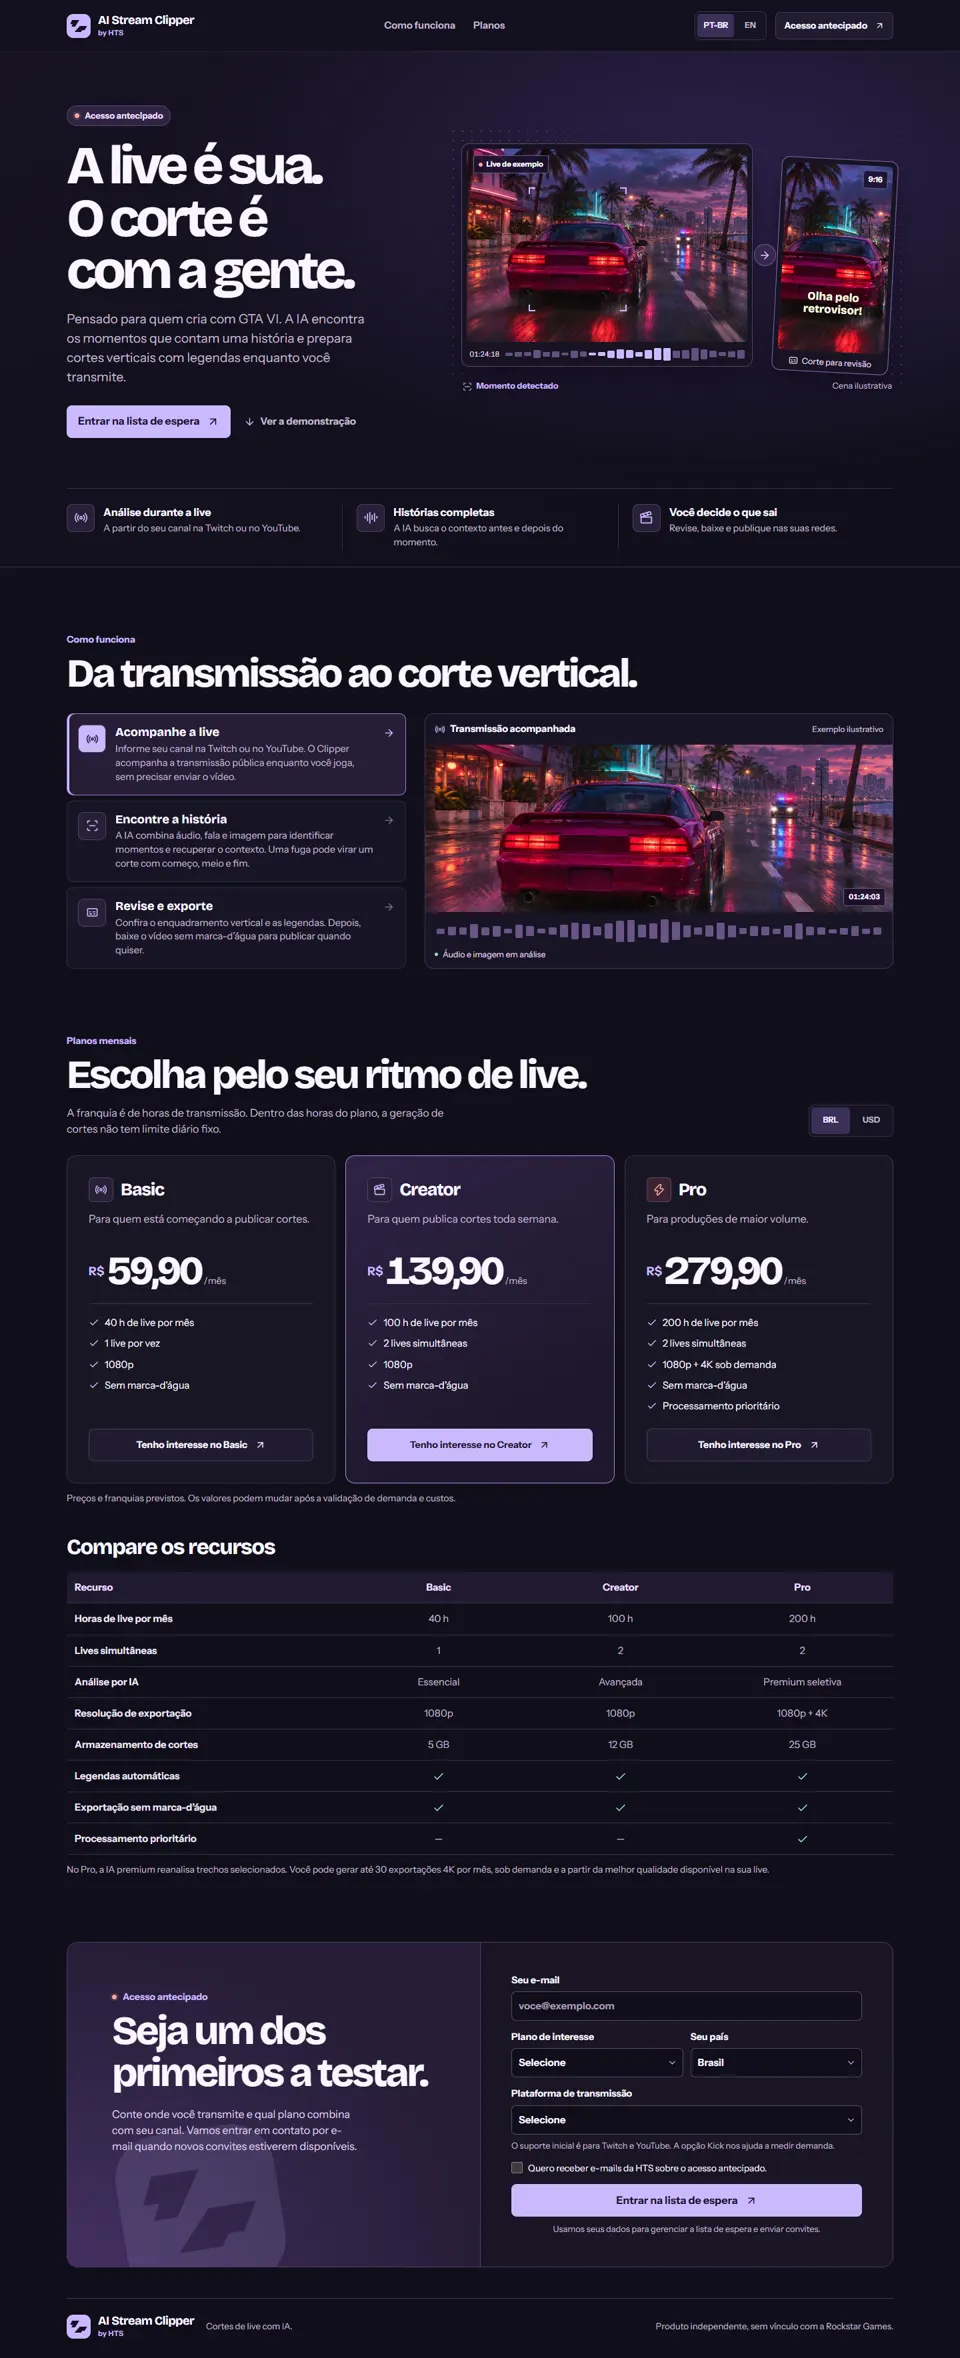 AI Stream Clipper
by HTS
Como funciona
Planos
PT-BR
EN
Acesso antecipado
Acesso antecipado
A live é sua.
O corte é
com a gente.
Pensado para quem cria com GTA VI. A IA encontra
os momentos que contam uma história e prepara
cortes verticais com legendas enquanto você
transmite.
Entrar na lista de espera
Ver a demonstração
Live de exemplo
01:24:18
Momento detectado
9:16
Olha pelo
retrovisor!
Corte para revisão
Cena ilustrativa
Análise durante a live
A partir do seu canal na Twitch ou no YouTube.
Histórias completas
A IA busca o contexto antes e depois do
momento.
Você decide o que sai
Revise, baixe e publique nas suas redes.
Como funciona
Da transmissão ao corte vertical.
Acompanhe a live
Informe seu canal na Twitch ou no YouTube. O Clipper
acompanha a transmissão pública enquanto você joga,
sem precisar enviar o vídeo.
Encontre a história
A IA combina áudio, fala e imagem para identificar
momentos e recuperar o contexto. Uma fuga pode virar um
corte com começo, meio e fim.
Revise e exporte
Confira o enquadramento vertical e as legendas. Depois,
baixe o vídeo sem marca-d'água para publicar quando
quiser.
Transmissão acompanhada
Exemplo ilustrativo
01:24:03
Áudio e imagem em análise
Planos mensais
Escolha pelo seu ritmo de live.
A franquia é de horas de transmissão. Dentro das horas do plano, a geração de
cortes não tem limite diário fixo.
BRL
USD
Basic
Para quem está começando a publicar cortes.
R$ 59,90 /mês
40 h de live por mês
1 live por vez
1080p
Sem marca-d'água
Tenho interesse no Basic
Creator
Para quem publica cortes toda semana.
R$ 139,90 /mês
100 h de live por mês
2 lives simultâneas
1080p
Sem marca-d'água
Tenho interesse no Creator
Pro
Para produções de maior volume.
R$ 279,90 /mês
200 h de live por mês
2 lives simultâneas
1080p + 4K sob demanda
Sem marca-d'água
Processamento prioritário
Tenho interesse no Pro
Preços e franquias previstos. Os valores podem mudar após a validação de demanda e custos.
Compare os recursos
Recurso Basic Creator Pro
Horas de live por mês 40 h 100 h 200 h
Lives simultâneas 1 2 2
Análise por IA Essencial Avançada Premium seletiva
Resolução de exportação 1080p 1080p 1080p + 4K
Armazenamento de cortes 5 GB 12 GB 25 GB
Legendas automáticas ✓ ✓ ✓
Exportação sem marca-d'água ✓ ✓ ✓
Processamento prioritário — — ✓
No Pro, a IA premium reanalisa trechos selecionados. Você pode gerar até 30 exportações 4K por mês, sob demanda e a partir da melhor qualidade disponível na sua live.
Acesso antecipado
Seja um dos
primeiros a testar.
Conte onde você transmite e qual plano combina
com seu canal. Vamos entrar em contato por e-
mail quando novos convites estiverem disponíveis.
Seu e-mail
voce@exemplo.com
Plano de interesse
Selecione
Seu país
Brasil
Plataforma de transmissão
Selecione
O suporte inicial é para Twitch e YouTube. A opção Kick nos ajuda a medir demanda.
Quero receber e-mails da HTS sobre o acesso antecipado.
Entrar na lista de espera
Usamos seus dados para gerenciar a lista de espera e enviar convites.
AI Stream Clipper
by HTS
Cortes de live com IA.
Produto independente, sem vínculo com a Rockstar Games.